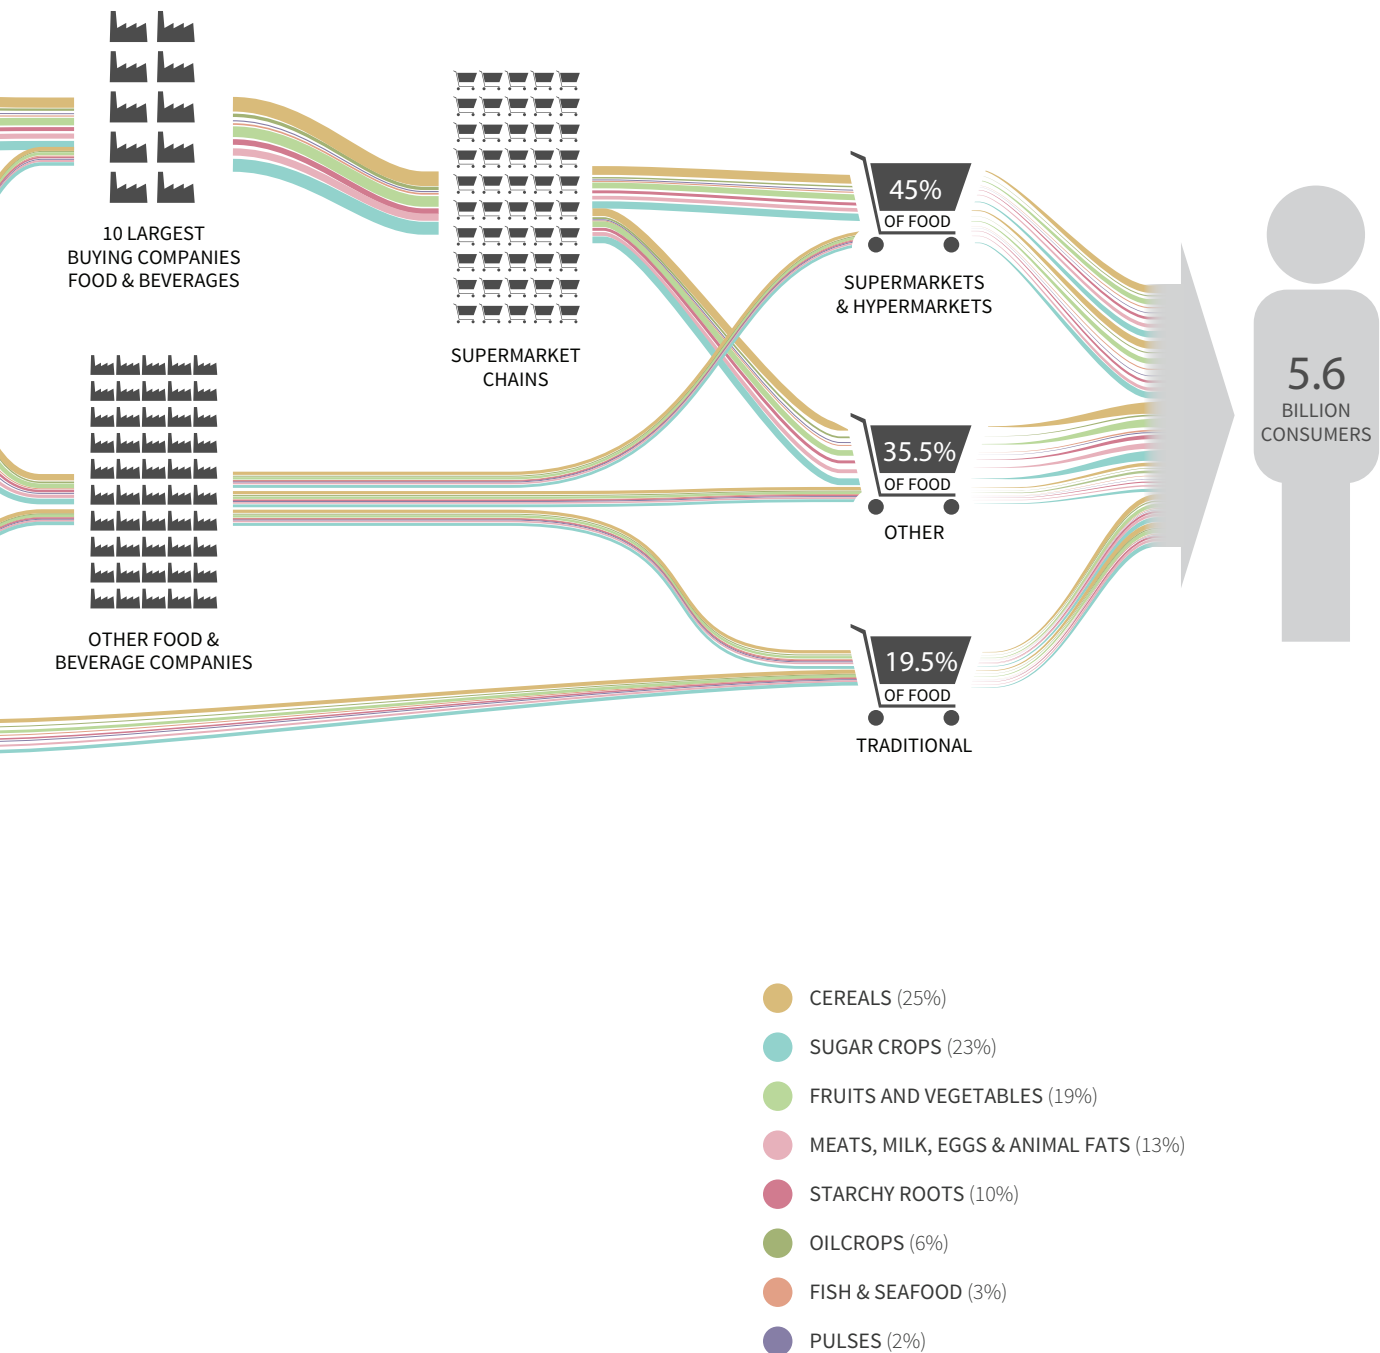 10 LARGEST
BUYING COMPANIES
FOOD & BEVERAGES
SUPERMARKET
CHAINS
45%
OF FOOD
SUPERMARKETS
& HYPERMARKETS
5.6
BILLION
CONSUMERS
35.5%
OF FOOD
OTHER
OTHER FOOD &
BEVERAGE COMPANIES
19.5%
OF FOOD
TRADITIONAL
CEREALS (25%)
SUGAR CROPS (23%)
FRUITS AND VEGETABLES (19%)
MEATS, MILK, EGGS & ANIMAL FATS (13%)
STARCHY ROOTS (10%)
OILCROPS (6%)
FISH & SEAFOOD (3%)
PULSES (2%)